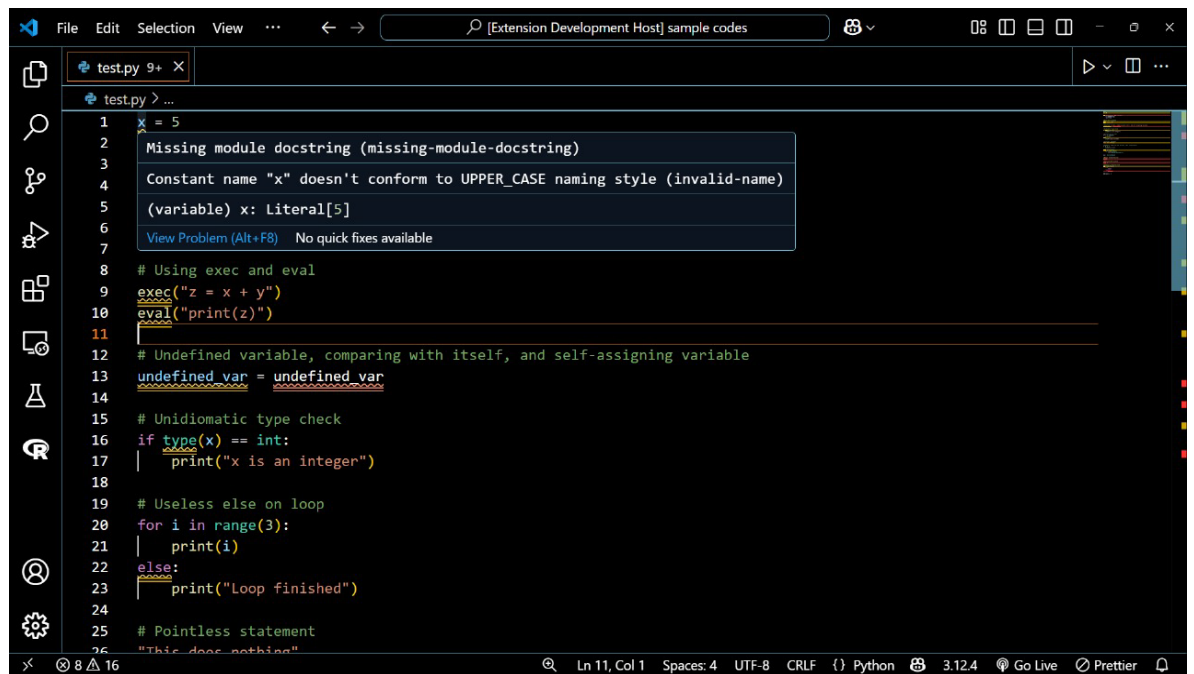 File Edit Selection View ··· [Extension Development Host] sample codes
test.py 9+
test.py > ...
1 x = 5
2
Missing module docstring (missing-module-docstring)
3
4
Constant name "x" doesn't conform to UPPER_CASE naming style (invalid-name)
5
(variable) x: Literal[5]
6
7
View Problem (Alt+F8) No quick fixes available
8 # Using exec and eval
9 exec("z = x + y")
10 eval("print(z)")
11
12 # Undefined variable, comparing with itself, and self-assigning variable
13 undefined_var = undefined_var
14
15 # Unidiomatic type check
16 if type(x) == int:
17 print("x is an integer")
18
19 # Useless else on loop
20 for i in range(3):
21 print(i)
22 else:
23 print("Loop finished")
24
25 # Pointless statement
26 "This does nothing"
8 16 Ln 11, Col 1 Spaces: 4 UTF-8 CRLF {} Python 3.12.4 Go Live Prettier